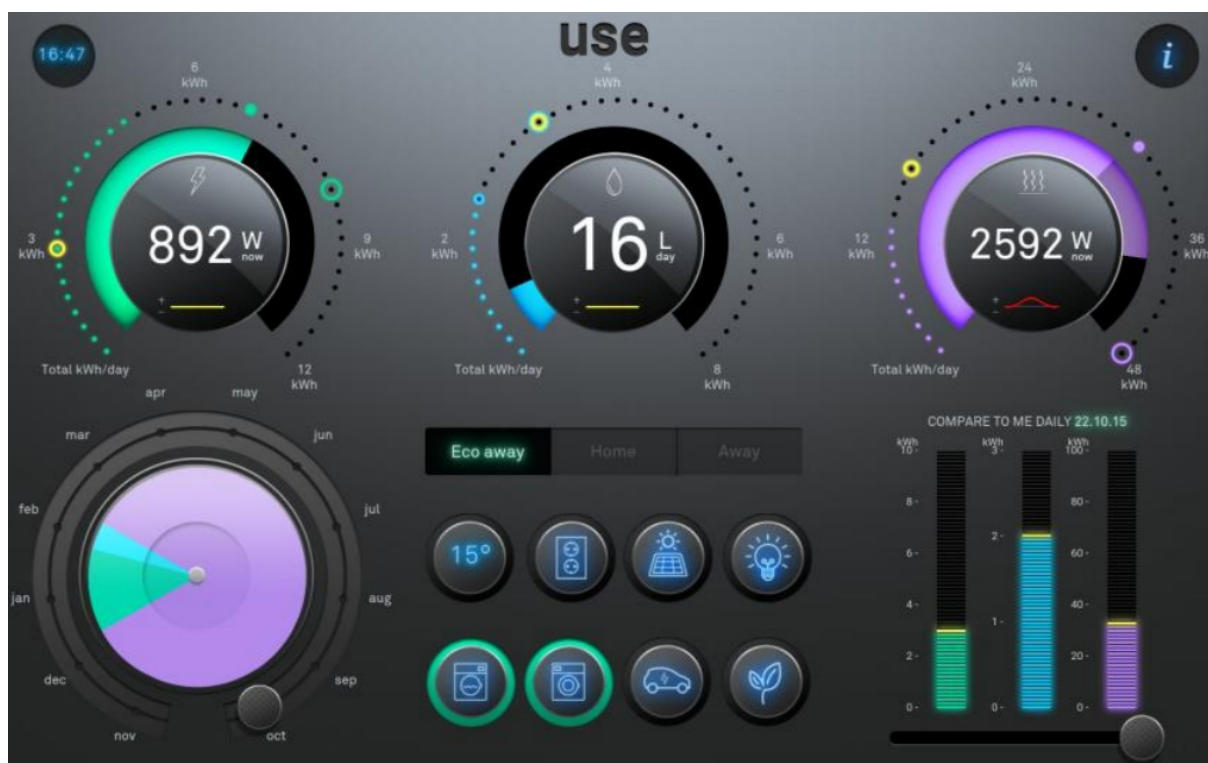 use
16:47
i
6
kWh
3
kWh
9
kWh
892 W
now
+
−
Total kWh/day
12
kWh
4
kWh
2
kWh
6
kWh
16 L
day
+
−
Total kWh/day
8
kWh
24
kWh
12
kWh
36
kWh
2592 W
now
+
−
Total kWh/day
48
kWh
apr
may
mar
jun
feb
jul
jan
aug
dec
sep
nov
oct
Eco away
Home
Away
15°
COMPARE TO ME DAILY 22.10.15
kWh
10 -
8 -
6 -
4 -
2 -
0 -
kWh
3 -
2 -
1 -
0 -
kWh
100 -
80 -
60 -
40 -
20 -
0 -